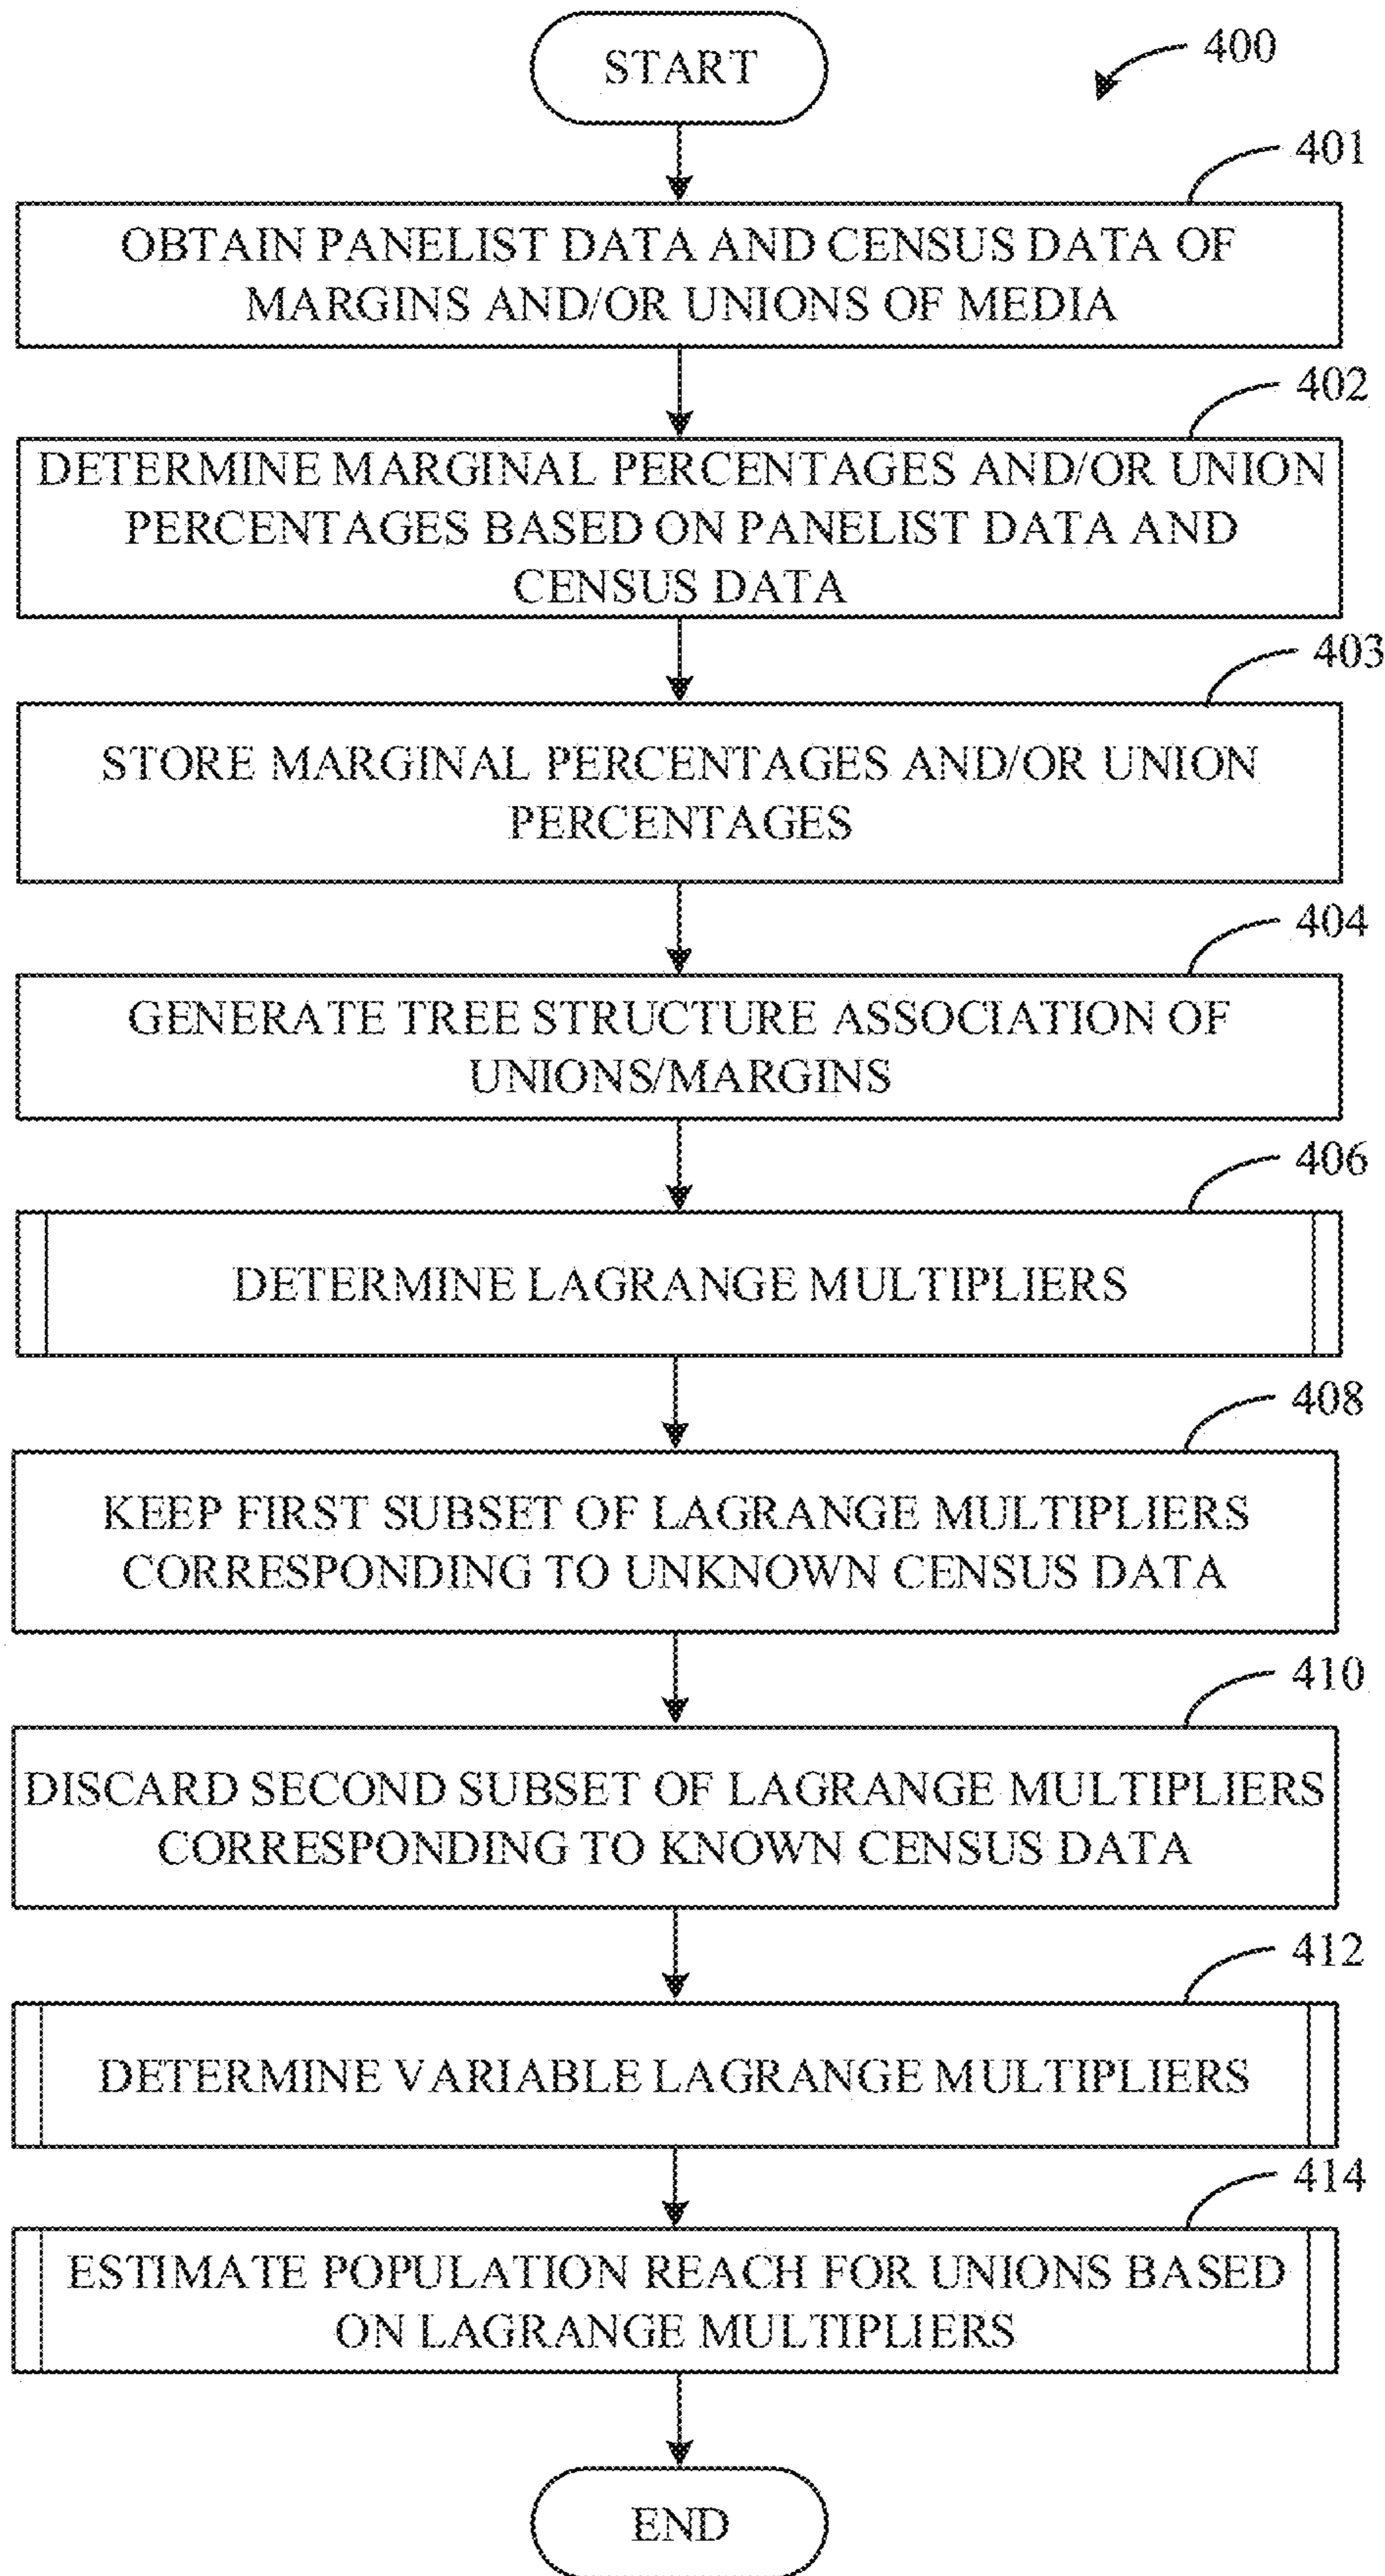 START
400
401
OBTAIN PANELIST DATA AND CENSUS DATA OF
MARGINS AND/OR UNIONS OF MEDIA
402
DETERMINE MARGINAL PERCENTAGES AND/OR UNION
PERCENTAGES BASED ON PANELIST DATA AND
CENSUS DATA
403
STORE MARGINAL PERCENTAGES AND/OR UNION
PERCENTAGES
404
GENERATE TREE STRUCTURE ASSOCIATION OF
UNIONS/MARGINS
406
DETERMINE LAGRANGE MULTIPLIERS
408
KEEP FIRST SUBSET OF LAGRANGE MULTIPLIERS
CORRESPONDING TO UNKNOWN CENSUS DATA
410
DISCARD SECOND SUBSET OF LAGRANGE MULTIPLIERS
CORRESPONDING TO KNOWN CENSUS DATA
412
DETERMINE VARIABLE LAGRANGE MULTIPLIERS
414
ESTIMATE POPULATION REACH FOR UNIONS BASED
ON LAGRANGE MULTIPLIERS
END